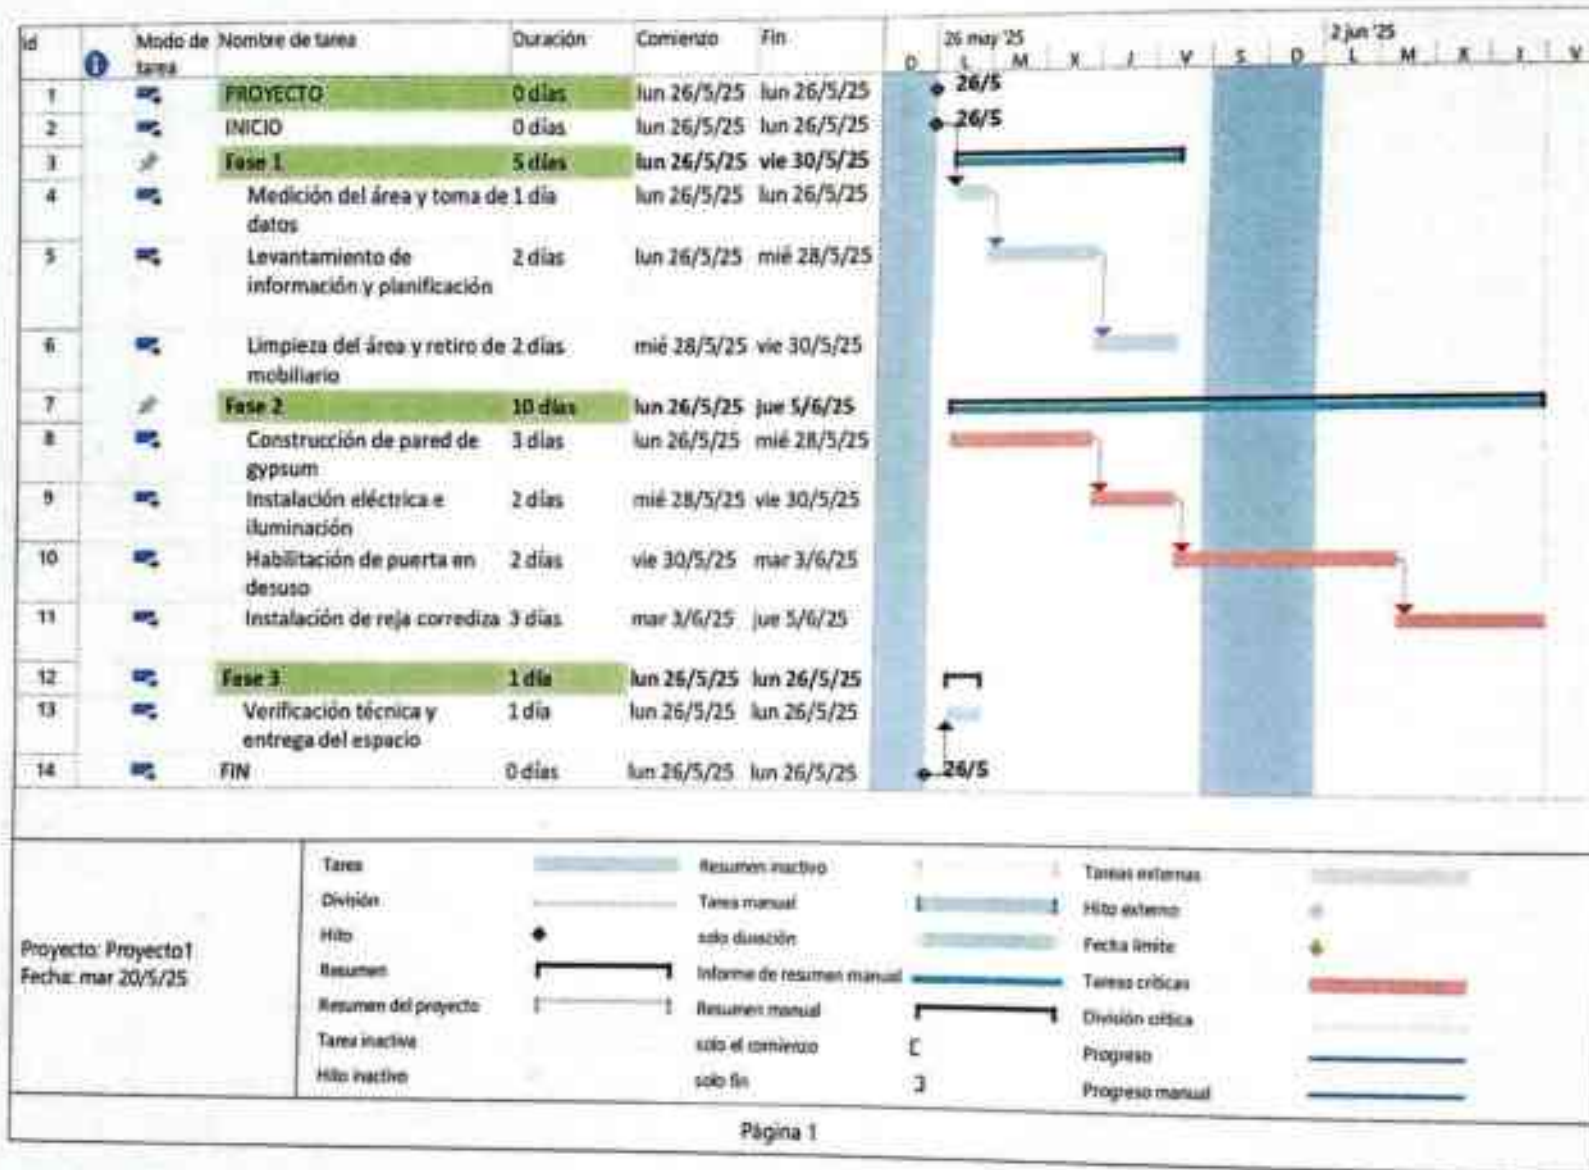 Id Modo de tarea Nombre de tarea Duración Comienzo Fin 26 may '25 2 jun '25
D L M X J V S D L M X J V
1 PROYECTO 0 días lun 26/5/25 lun 26/5/25 26/5
2 INICIO 0 días lun 26/5/25 lun 26/5/25 26/5
3 Fase 1 5 días lun 26/5/25 vie 30/5/25
4 Medición del área y toma de 1 día lun 26/5/25 lun 26/5/25
datos
5 Levantamiento de 2 días lun 26/5/25 mié 28/5/25
información y planificación
6 Limpieza del área y retiro de 2 días mié 28/5/25 vie 30/5/25
mobiliario
7 Fase 2 10 días lun 26/5/25 jue 5/6/25
8 Construcción de pared de 3 días lun 26/5/25 mié 28/5/25
gypsum
9 Instalación eléctrica e 2 días mié 28/5/25 vie 30/5/25
iluminación
10 Habilitación de puerta en 2 días vie 30/5/25 mar 3/6/25
desuso
11 Instalación de reja corrediza 3 días mar 3/6/25 jue 5/6/25
12 Fase 3 1 día lun 26/5/25 lun 26/5/25
13 Verificación técnica y 1 día lun 26/5/25 lun 26/5/25
entrega del espacio
14 FIN 0 días lun 26/5/25 lun 26/5/25 26/5
Proyecto: Proyecto1
Fecha: mar 20/5/25
Tarea Resumen inactivo Tareas externas
División Tarea manual Hito externo
Hito solo duración Fecha límite
Resumen Informe de resumen manual Tareas críticas
Resumen del proyecto Resumen manual División crítica
Tarea inactiva solo el comienzo Progreso
Hito inactivo solo fin Progreso manual
Página 1